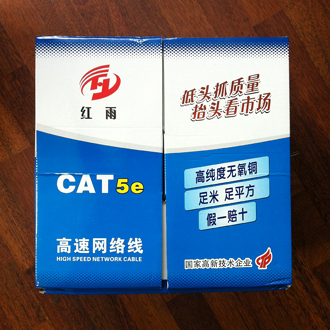 红雨
CAT 5e
高速网络线
HIGH SPEED NETWORK CABLE
低头抓质量
抬头看市场
高纯度无氧铜
足米 足平方
假一赔十
国家高新技术企业